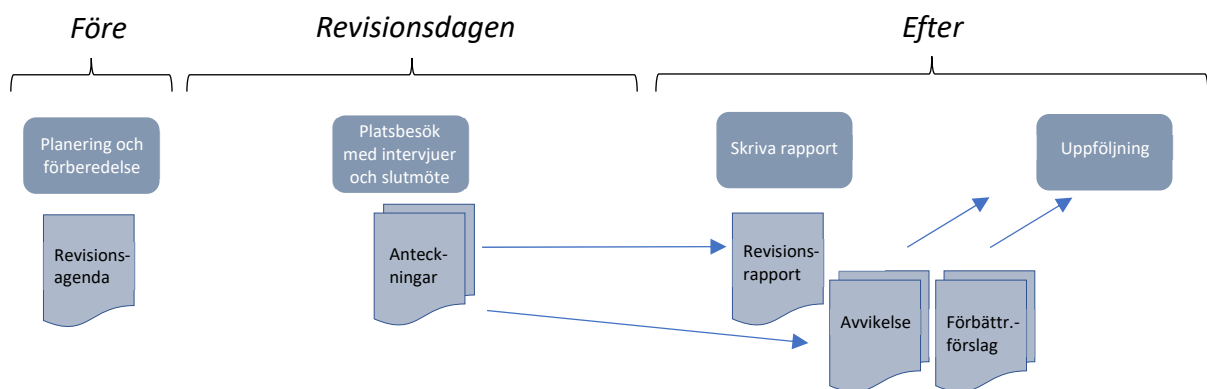 Före
Revisionsdagen
Efter
Planering och
förberedelse
Platsbesök
med intervjuer
och slutmöte
Skriva rapport
Uppföljning
Revisions-
agenda
Anteck-
ningar
Revisions-
rapport
Avvikelse
Förbättr.-
förslag